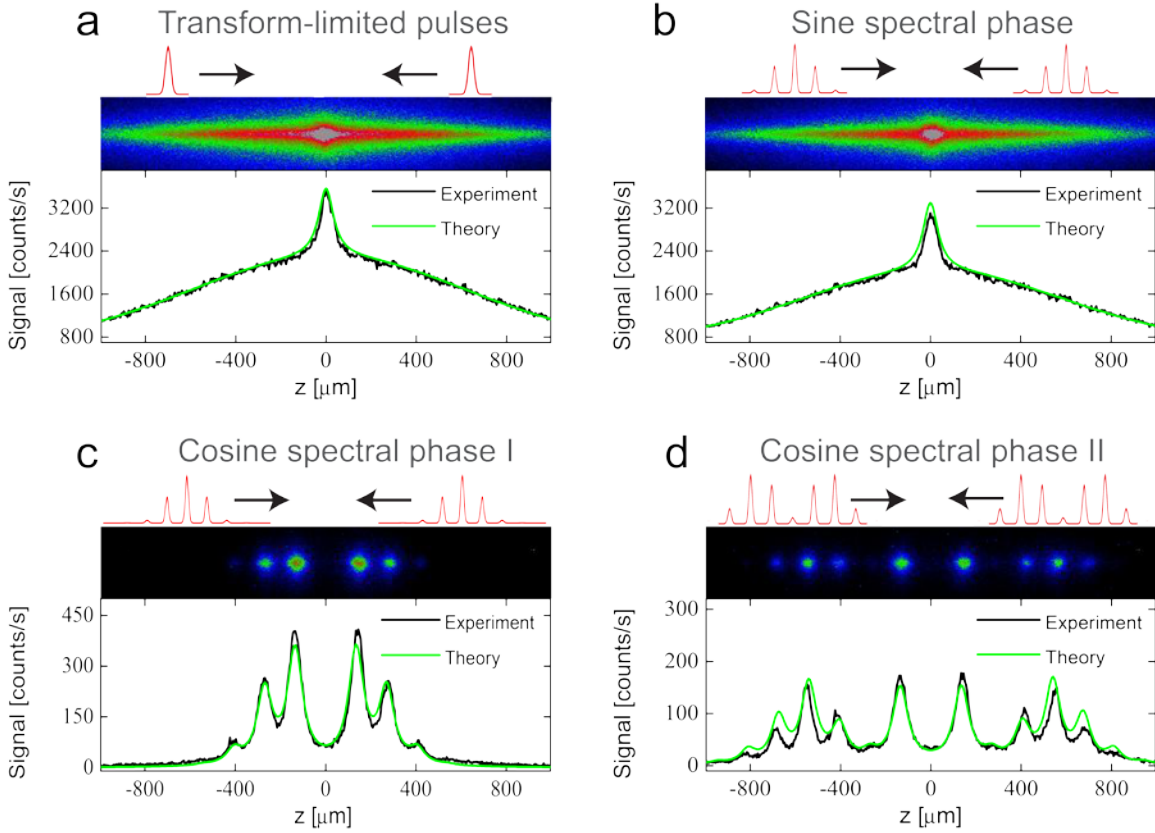 a Transform-limited pulses
Signal [counts/s]
3200
2400
1600
800
Experiment
Theory
-800 -400 0 400 800
z [μm]
b Sine spectral phase
Signal [counts/s]
3200
2400
1600
800
Experiment
Theory
-800 -400 0 400 800
z [μm]
c Cosine spectral phase I
Signal [counts/s]
450
300
150
0
Experiment
Theory
-800 -400 0 400 800
z [μm]
d Cosine spectral phase II
Signal [counts/s]
300
200
100
0
Experiment
Theory
-800 -400 0 400 800
z [μm]